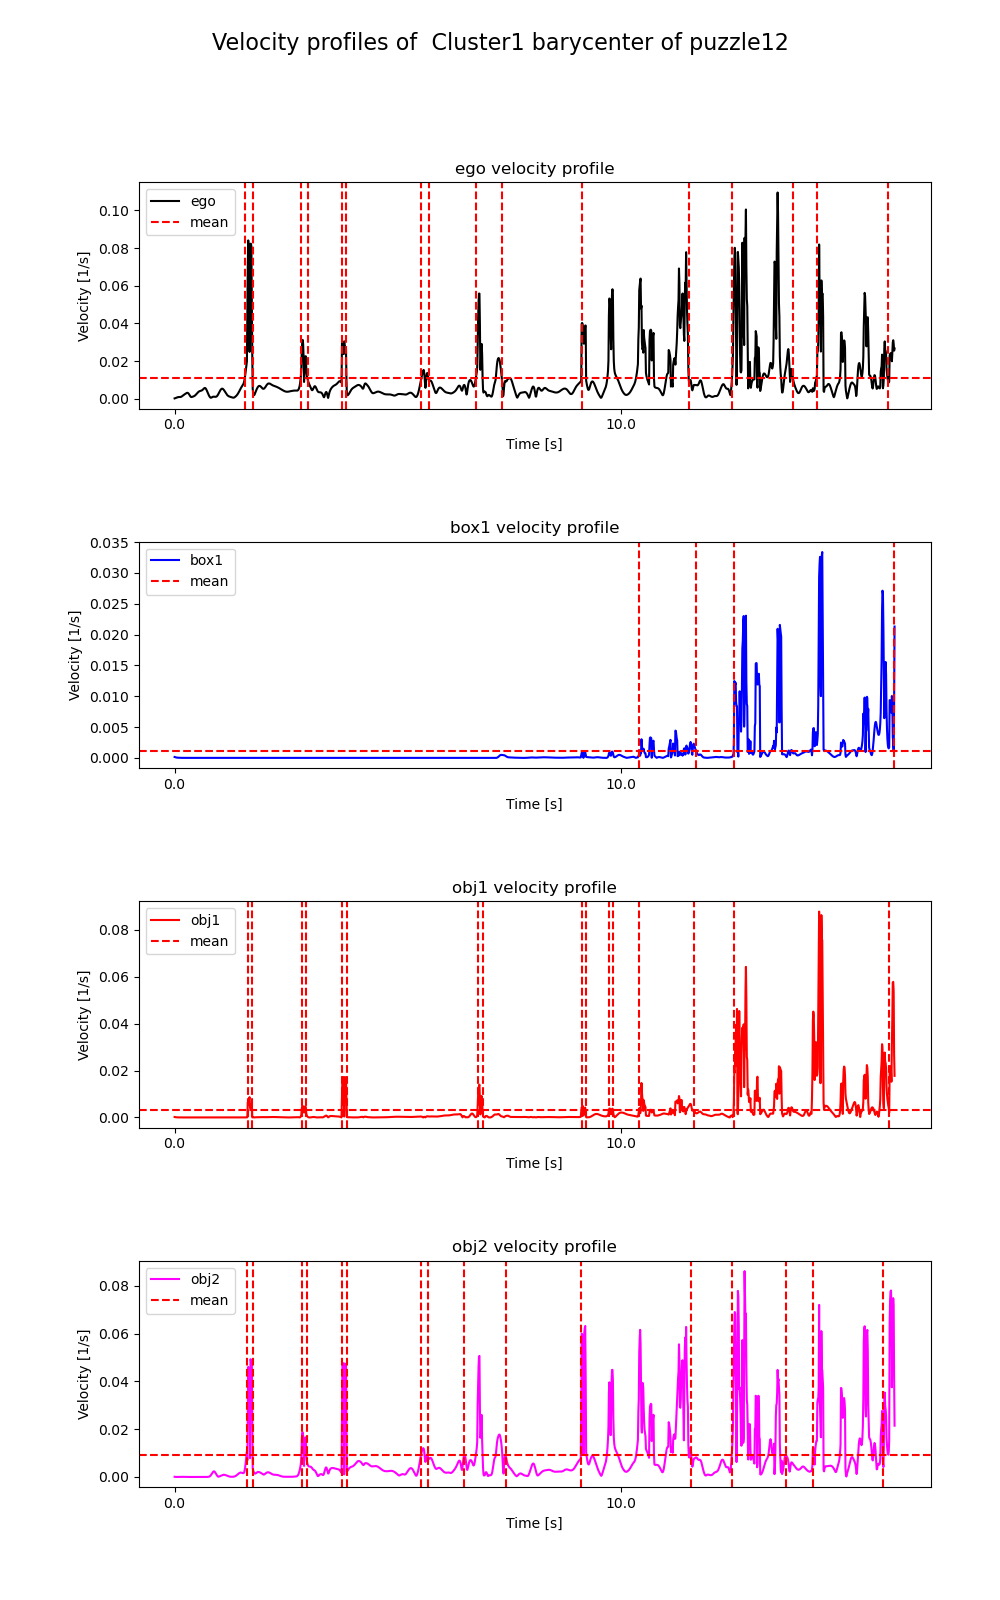 Velocity profiles of  Cluster1 barycenter of puzzle12
ego velocity profile
ego
mean
Velocity [1/s]
0.10
0.08
0.06
0.04
0.02
0.00
0.0
10.0
Time [s]
box1 velocity profile
box1
mean
Velocity [1/s]
0.035
0.030
0.025
0.020
0.015
0.010
0.005
0.000
0.0
10.0
Time [s]
obj1 velocity profile
obj1
mean
Velocity [1/s]
0.08
0.06
0.04
0.02
0.00
0.0
10.0
Time [s]
obj2 velocity profile
obj2
mean
Velocity [1/s]
0.08
0.06
0.04
0.02
0.00
0.0
10.0
Time [s]